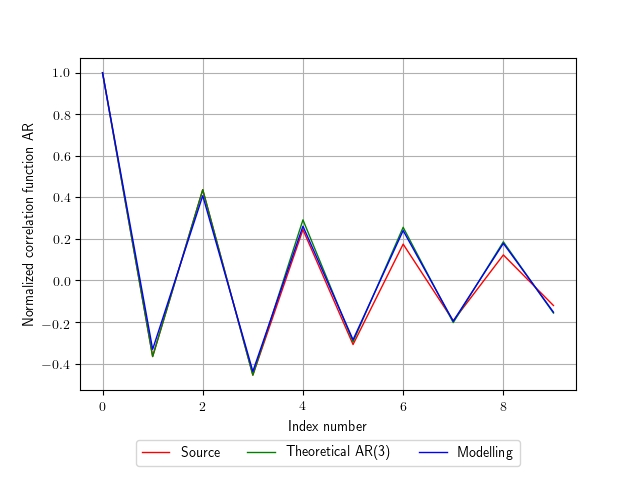 Normalized correlation function AR
1.0
0.8
0.6
0.4
0.2
0.0
−0.2
−0.4
0 2 4 6 8
Index number
Source Theoretical AR(3) Modelling